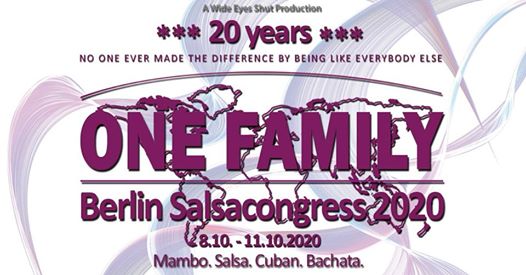 A Wide Eyes Shut Production
*** 20 years ***
NO ONE EVER MADE THE DIFFERENCE BY BEING LIKE EVERYBODY ELSE
ONE FAMILY
Berlin Salsacongress 2020
8.10. - 11.10.2020
Mambo. Salsa. Cuban. Bachata.